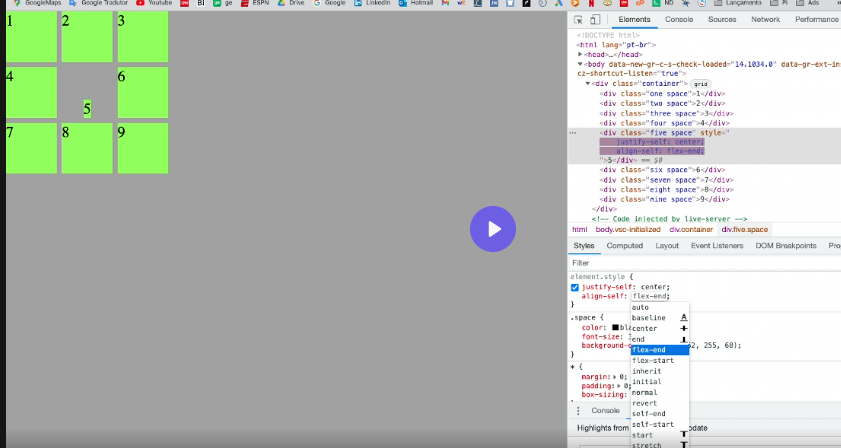 GoogleMaps Google Tradutor Youtube BI ge ESPN Drive Google LinkedIn Hotmail ND Lançamento Pi Ads
1 2 3
4 6
5
7 8 9
Elements Console Sources Network Performance
<!DOCTYPE html>
<html lang="pt-br">
<head>…</head>
<body data-new-gr-c-s-check-loaded="14.1034.0" data-gr-ext-ins
cz-shortcut-listen="true">
<div class="container"> grid
<div class="one space">1</div>
<div class="two space">2</div>
<div class="three space">3</div>
<div class="four space">4</div>
<div class="five space" style="
justify-self: center;
align-self: flex-end;
">5</div> == $0
<div class="six space">6</div>
<div class="seven space">7</div>
<div class="eight space">8</div>
<div class="nine space">9</div>
</div>
<!-- Code injected by live-server -->
html body.vsc-initialized div.container div.five.space
Styles Computed Layout Event Listeners DOM Breakpoints Pro
Filter
element.style {
justify-self: center;
align-self: flex-end;
}
auto
baseline
center
end
flex-end
flex-start
inherit
initial
normal
revert
self-end
self-start
start
stretch
.space {
color: bla
font-size:
background- 255, 68);
}
* {
margin: 0;
padding: 0;
box-sizing:
Console
Highlights from update